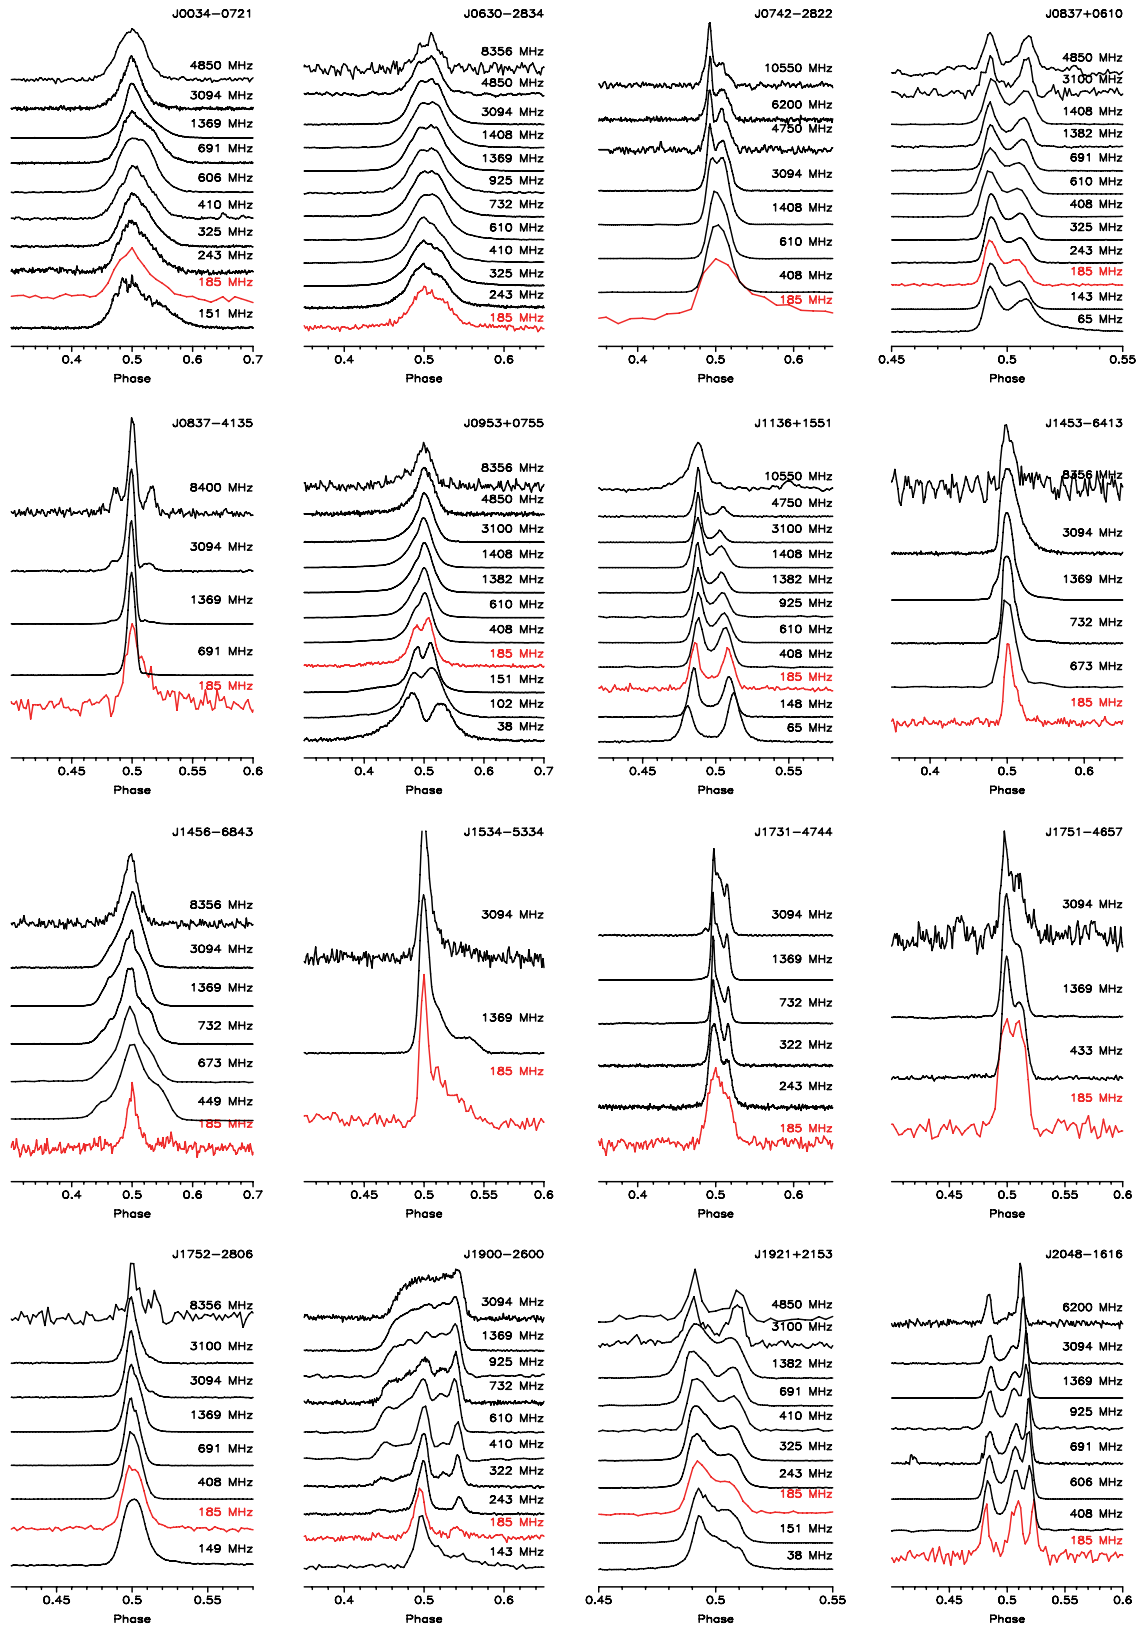 J0034−0721
4850 MHz
3094 MHz
1369 MHz
691 MHz
606 MHz
410 MHz
325 MHz
243 MHz
185 MHz
151 MHz
0.4 0.5 0.6 0.7
Phase
J0630−2834
8356 MHz
4850 MHz
3094 MHz
1408 MHz
1369 MHz
925 MHz
732 MHz
610 MHz
410 MHz
325 MHz
243 MHz
185 MHz
0.4 0.5 0.6
Phase
J0742−2822
10550 MHz
6200 MHz
4750 MHz
3094 MHz
1408 MHz
610 MHz
408 MHz
185 MHz
0.4 0.5 0.6
Phase
J0837+0610
4850 MHz
3100 MHz
1408 MHz
1382 MHz
691 MHz
610 MHz
408 MHz
325 MHz
243 MHz
185 MHz
143 MHz
65 MHz
0.45 0.5 0.55
Phase
J0837−4135
8400 MHz
3094 MHz
1369 MHz
691 MHz
185 MHz
0.45 0.5 0.55 0.6
Phase
J0953+0755
8356 MHz
4850 MHz
3100 MHz
1408 MHz
1382 MHz
610 MHz
408 MHz
185 MHz
151 MHz
102 MHz
38 MHz
0.4 0.5 0.6 0.7
Phase
J1136+1551
10550 MHz
4750 MHz
3100 MHz
1408 MHz
1382 MHz
925 MHz
610 MHz
408 MHz
185 MHz
148 MHz
65 MHz
0.45 0.5 0.55
Phase
J1453−6413
8356 MHz
3094 MHz
1369 MHz
732 MHz
673 MHz
185 MHz
0.4 0.5 0.6
Phase
J1456−6843
8356 MHz
3094 MHz
1369 MHz
732 MHz
673 MHz
449 MHz
185 MHz
0.4 0.5 0.6 0.7
Phase
J1534−5334
3094 MHz
1369 MHz
185 MHz
0.45 0.5 0.55 0.6
Phase
J1731−4744
3094 MHz
1369 MHz
732 MHz
322 MHz
243 MHz
185 MHz
0.4 0.5 0.6
Phase
J1751−4657
3094 MHz
1369 MHz
433 MHz
185 MHz
0.45 0.5 0.55 0.6
Phase
J1752−2806
8356 MHz
3100 MHz
3094 MHz
1369 MHz
691 MHz
408 MHz
185 MHz
149 MHz
0.45 0.5 0.55
Phase
J1900−2600
3094 MHz
1369 MHz
925 MHz
732 MHz
610 MHz
410 MHz
322 MHz
243 MHz
185 MHz
143 MHz
0.4 0.5 0.6
Phase
J1921+2153
4850 MHz
3100 MHz
1382 MHz
691 MHz
410 MHz
325 MHz
243 MHz
185 MHz
151 MHz
38 MHz
0.45 0.5 0.55
Phase
J2048−1616
6200 MHz
3094 MHz
1369 MHz
925 MHz
691 MHz
606 MHz
408 MHz
185 MHz
0.4 0.45 0.5 0.55 0.6
Phase